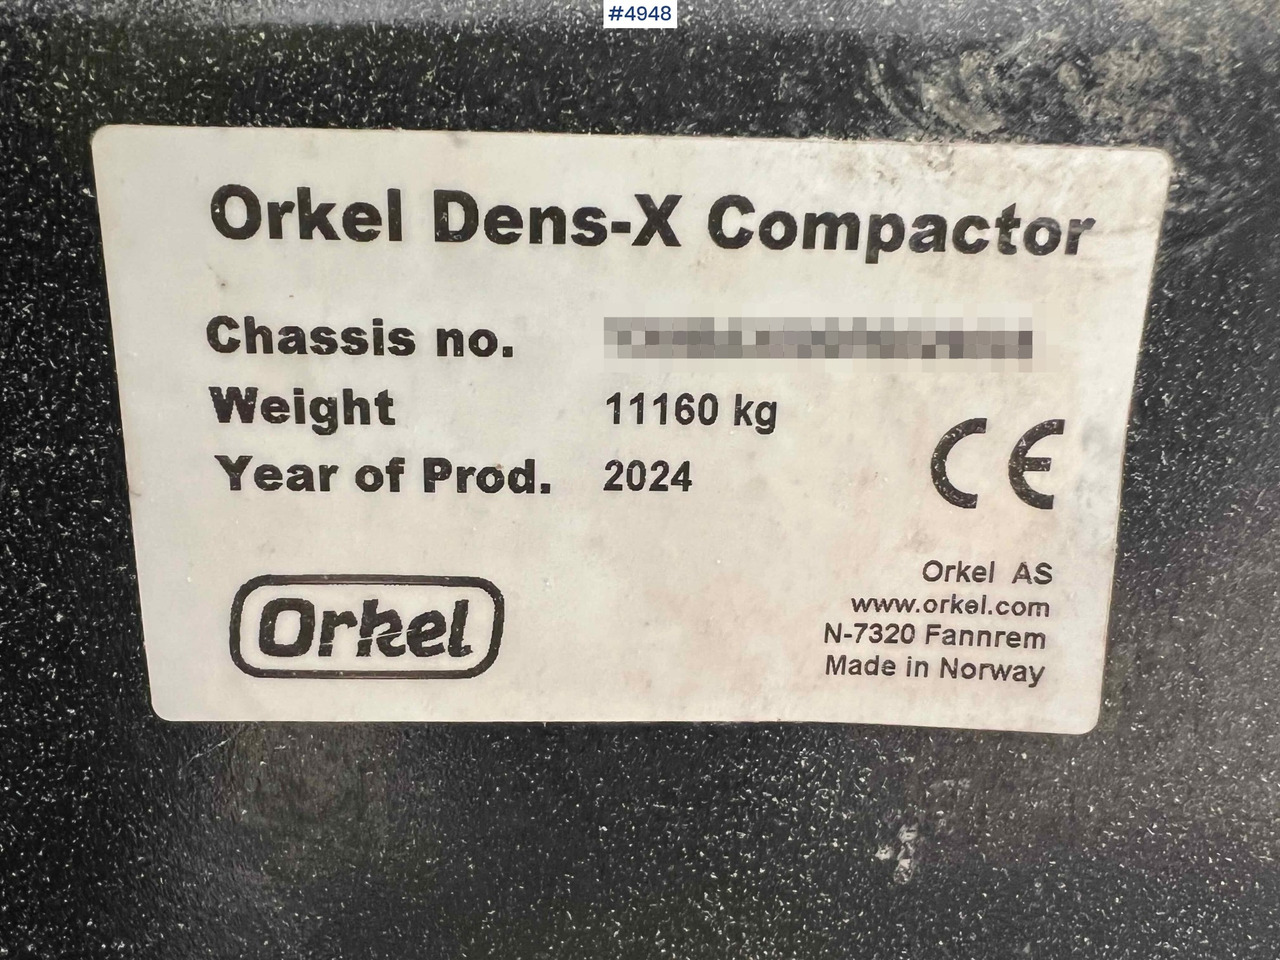 #4948
Orkel Dens-X Compactor
Chassis no.
Weight 11160 kg
Year of Prod. 2024
CE
Orkel
Orkel AS
www.orkel.com
N-7320 Fannrem
Made in Norway